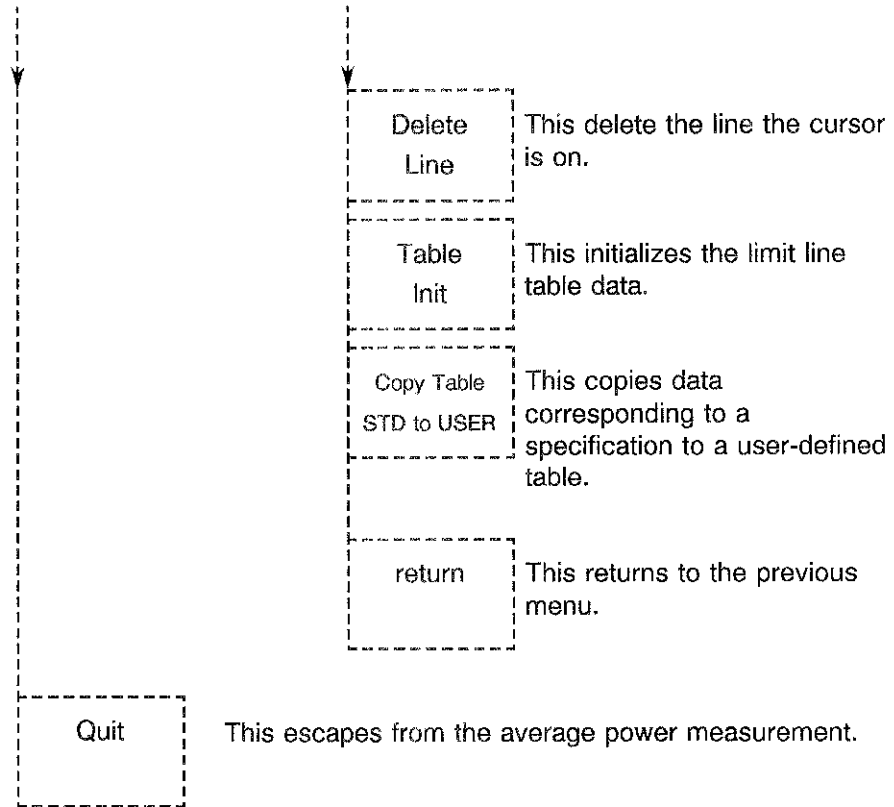 Delete
Line
This delete the line the cursor
is on.
Table
Init
This initializes the limit line
table data.
Copy Table
STD to USER
This copies data
corresponding to a
specification to a user-defined
table.
return
This returns to the previous
menu.
Quit
This escapes from the average power measurement.